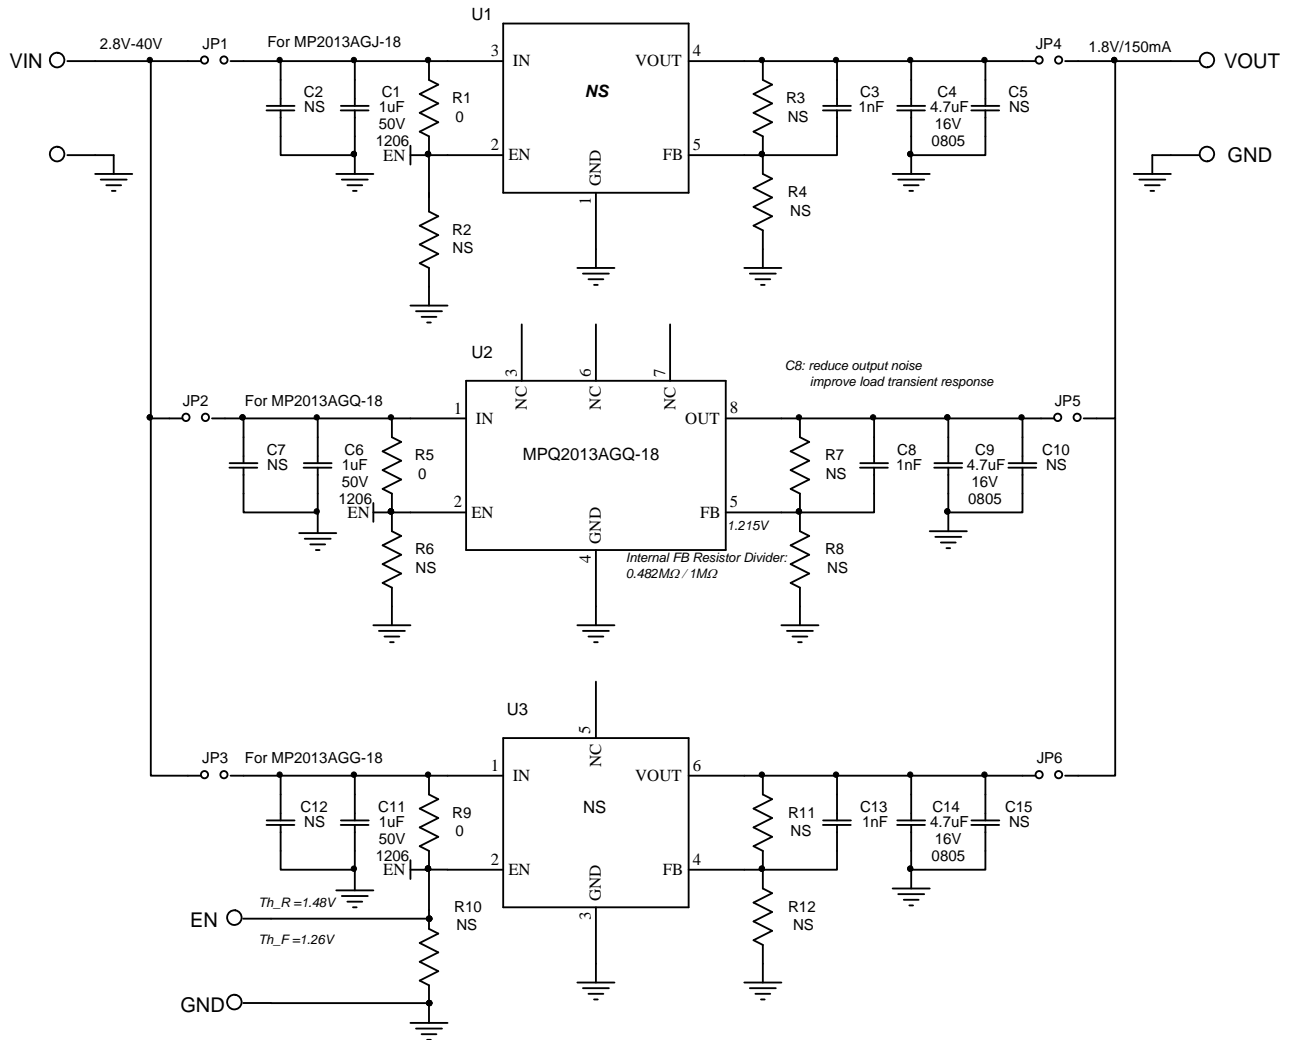 U1
2.8V-40V
JP1
For MP2013AGJ-18
VIN
3
IN
VOUT
4
JP4
1.8V/150mA
VOUT
C2
NS
C1
1uF
50V
1206
R1
0
NS
R3
NS
C3
1nF
C4
4.7uF
16V
0805
C5
NS
EN
2
EN
GND
FB
5
GND
1
R2
NS
R4
NS
U2
3
NC
6
NC
7
NC
C8: reduce output noise
improve load transient response
JP2
For MP2013AGQ-18
1
IN
OUT
8
JP5
C7
NS
C6
1uF
50V
1206
R5
0
MPQ2013AGQ-18
R7
NS
C8
1nF
C9
4.7uF
16V
0805
C10
NS
EN
2
EN
GND
FB
5
1.215V
R6
NS
4
Internal FB Resistor Divider:
0.482MΩ / 1MΩ
R8
NS
U3
5
NC
JP3
For MP2013AGG-18
1
IN
VOUT
6
JP6
C12
NS
C11
1uF
50V
1206
R9
0
NS
R11
NS
C13
1nF
C14
4.7uF
16V
0805
C15
NS
EN
2
EN
GND
FB
4
3
EN
Th_R =1.48V
Th_F =1.26V
R10
NS
R12
NS
GND